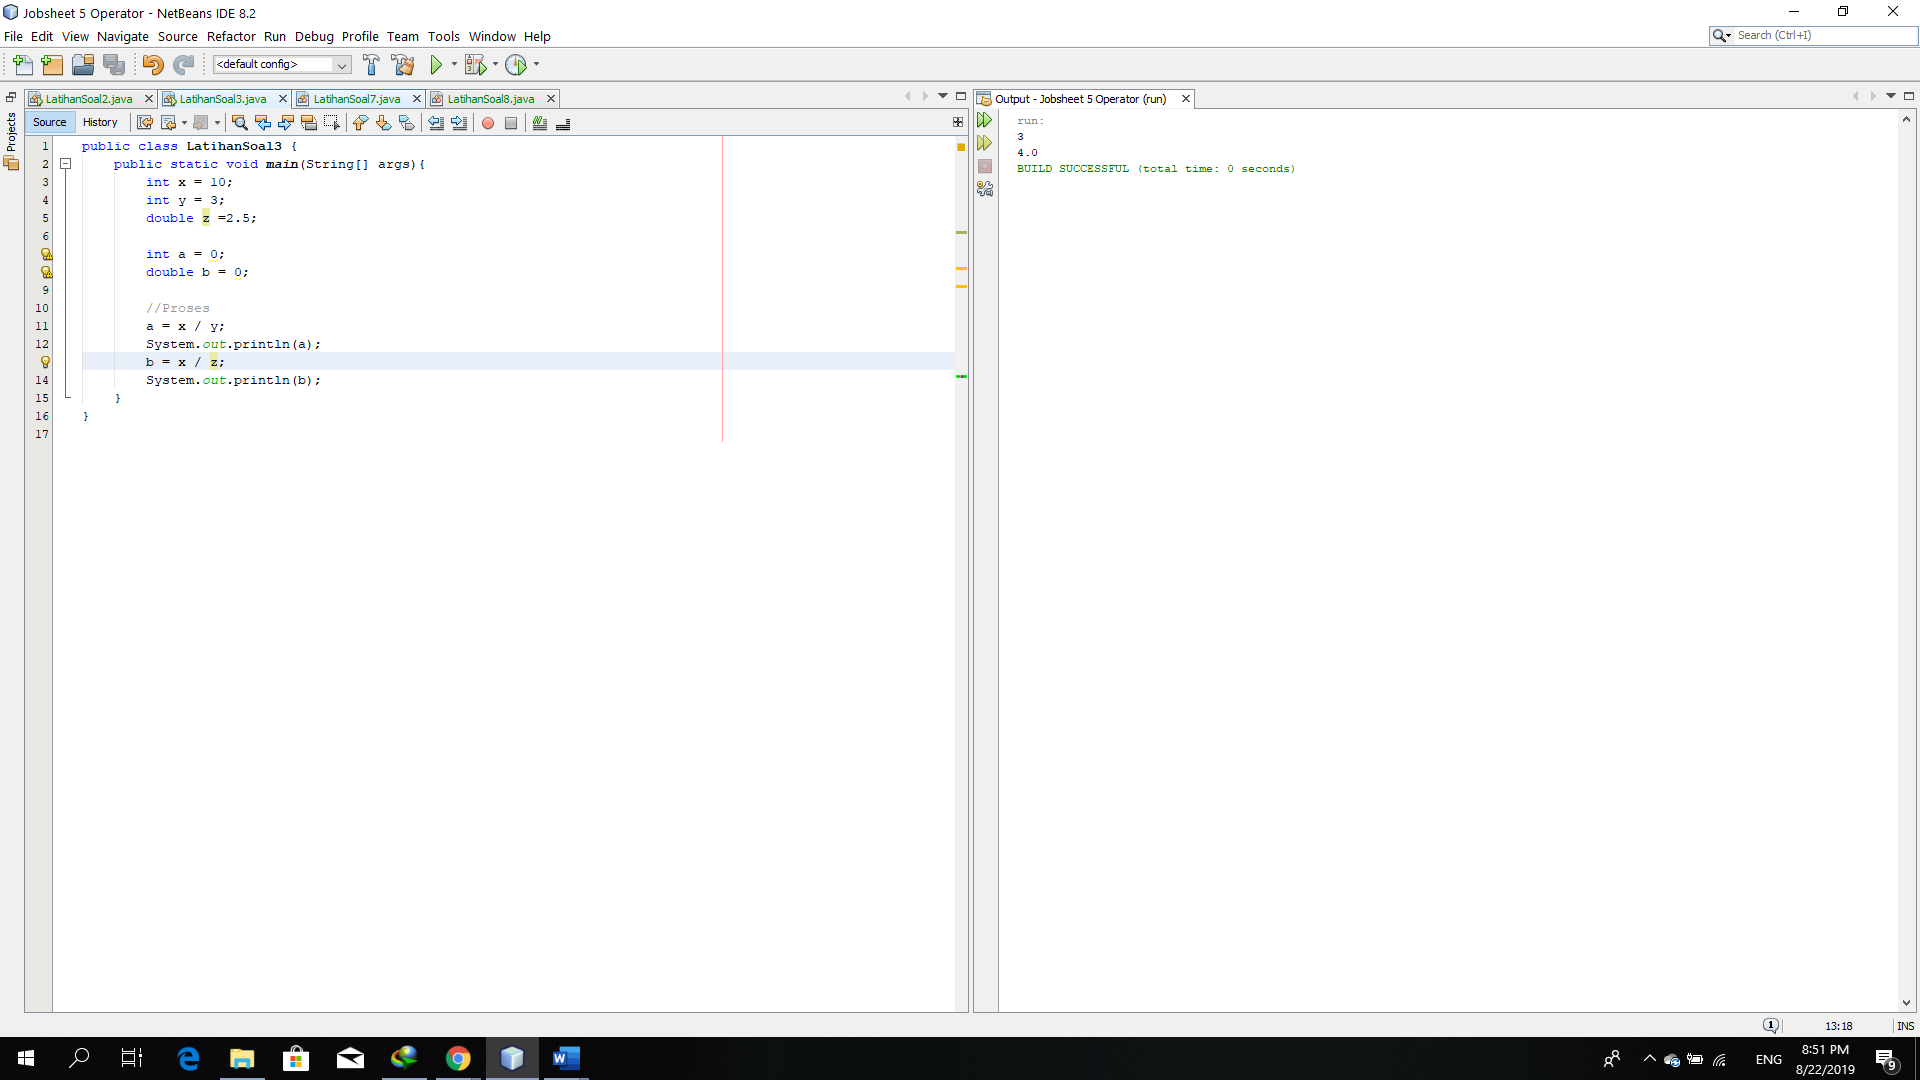 Jobsheet 5 Operator - NetBeans IDE 8.2
File Edit View Navigate Source Refactor Run Debug Profile Team Tools Window Help
Search (Ctrl+I)
<default config>
Projects
LatihanSoal2.java LatihanSoal3.java LatihanSoal7.java LatihanSoal8.java
Source History
1 public class LatihanSoal3 {
2 public static void main(String[] args){
3 int x = 10;
4 int y = 3;
5 double z =2.5;
6
int a = 0;
double b = 0;
9
10 //Proses
11 a = x / y;
12 System.out.println(a);
b = x / z;
14 System.out.println(b);
15 }
16 }
17
Output - Jobsheet 5 Operator (run)
run:
3
4.0
BUILD SUCCESSFUL (total time: 0 seconds)
1 13:18 INS
ENG
8:51 PM
8/22/2019
9